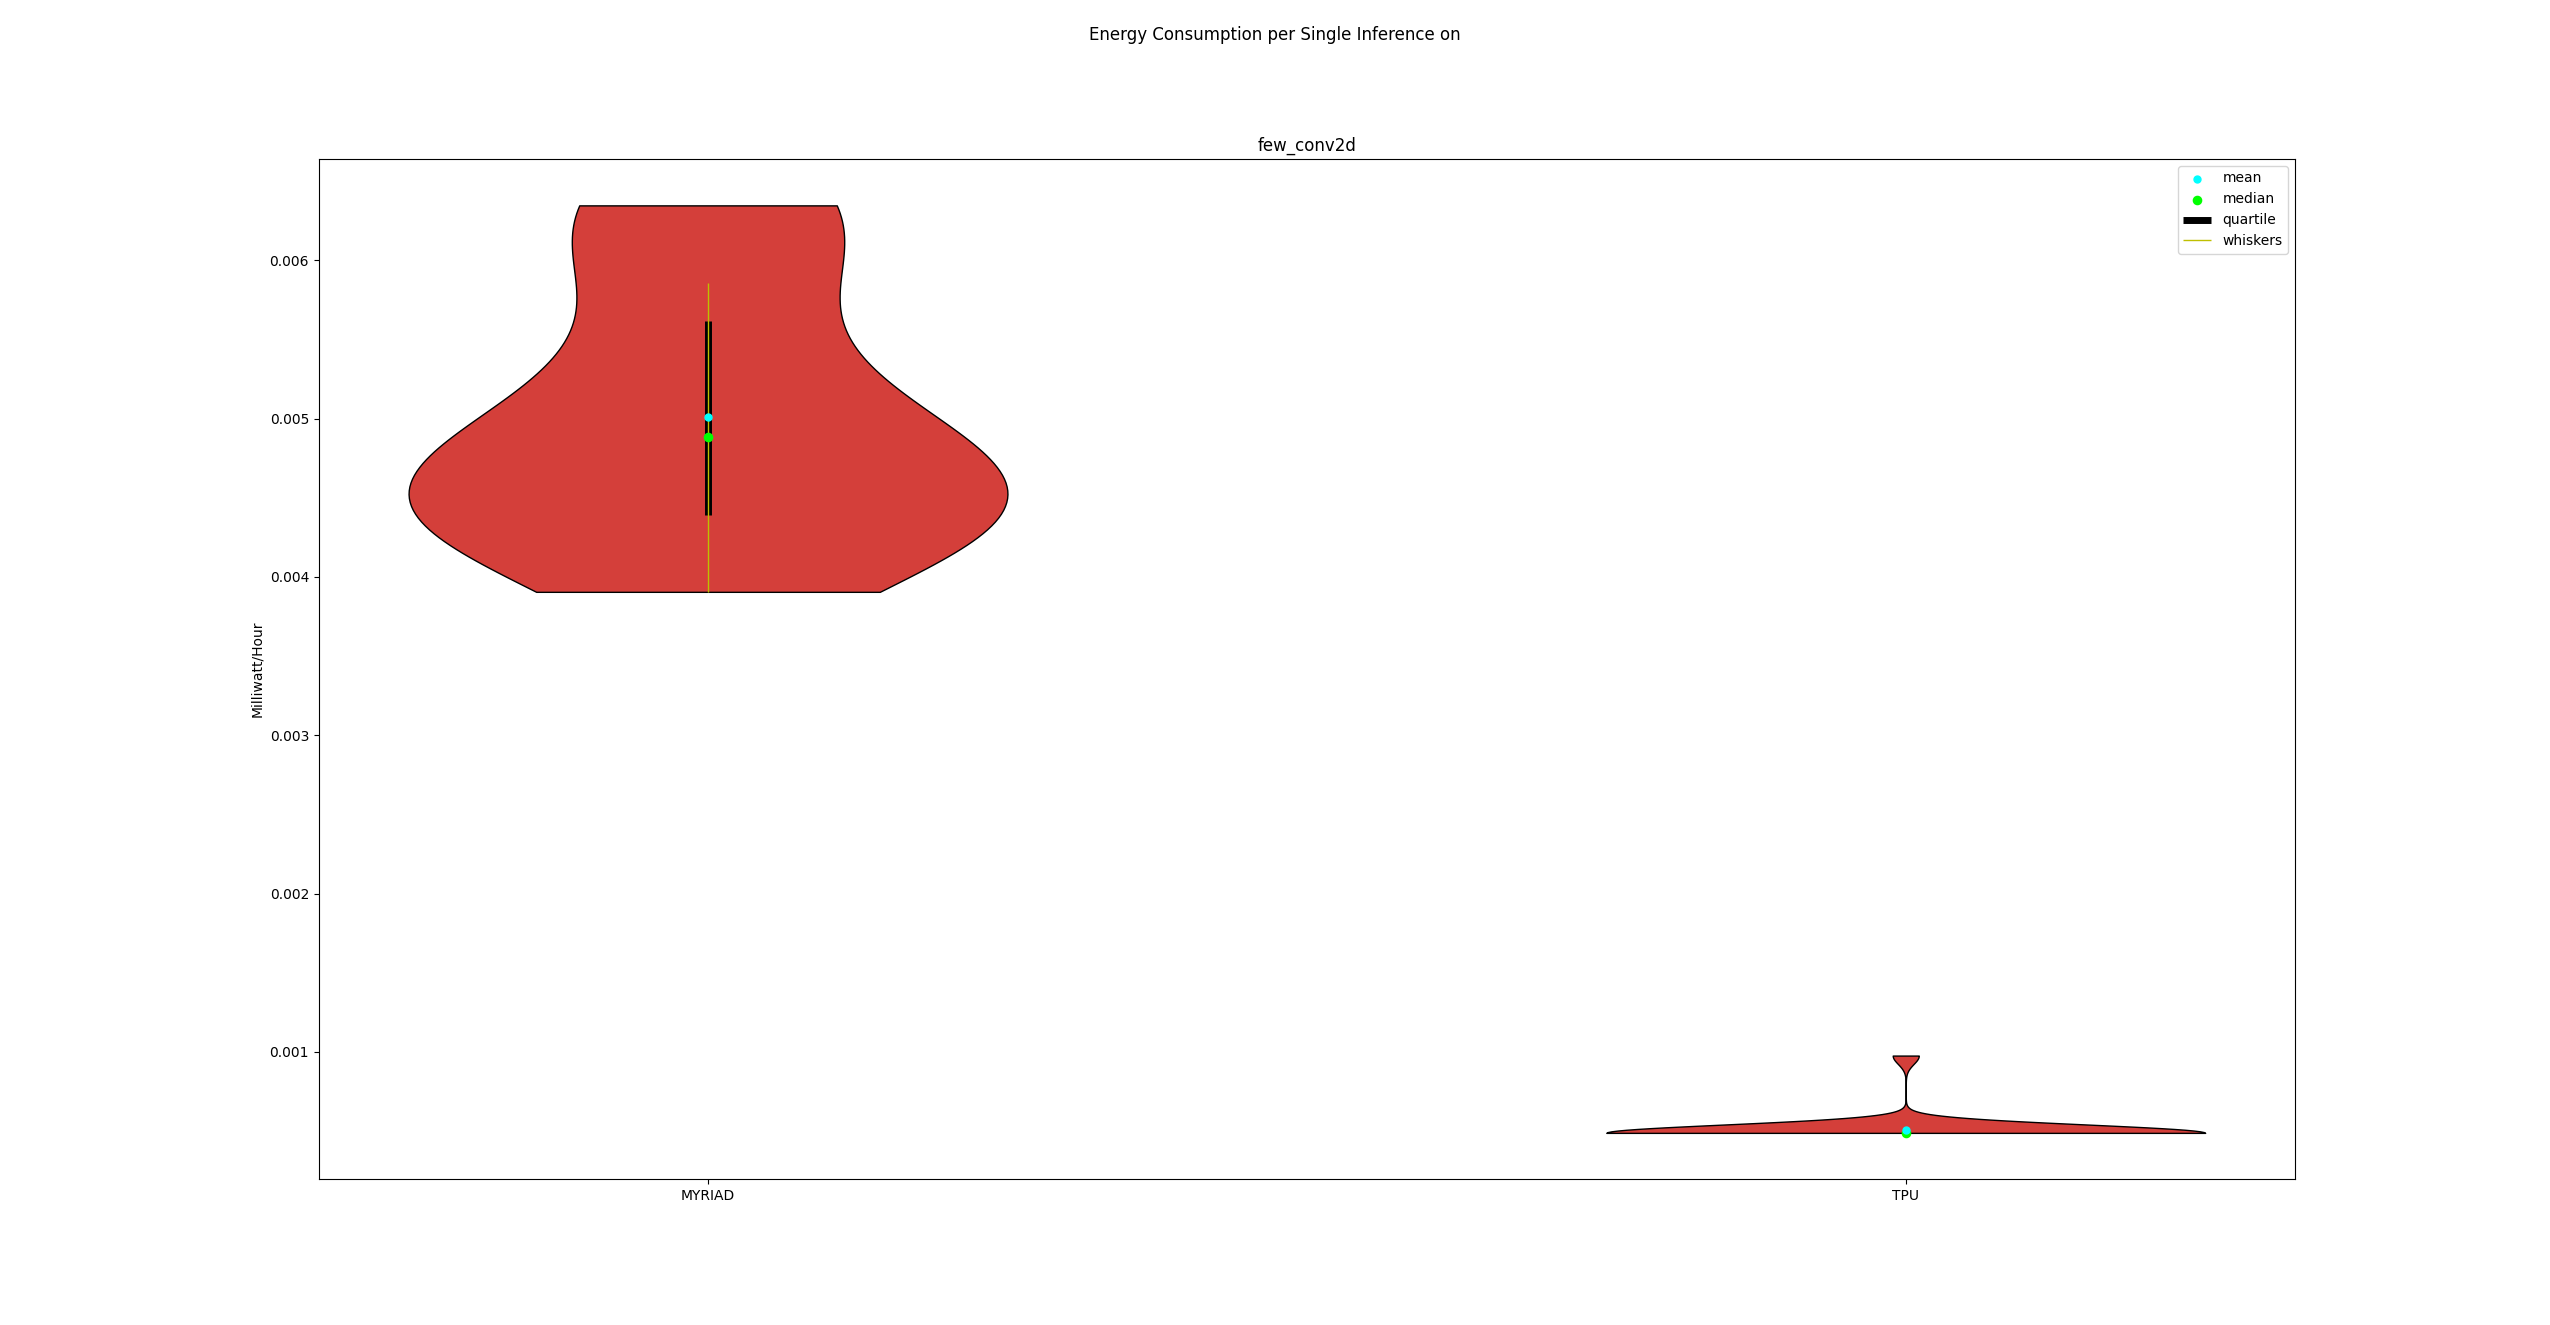 Energy Consumption per Single Inference on
few_conv2d
mean
median
quartile
whiskers
0.006
0.005
0.004
0.003
0.002
0.001
Milliwatt/Hour
MYRIAD
TPU